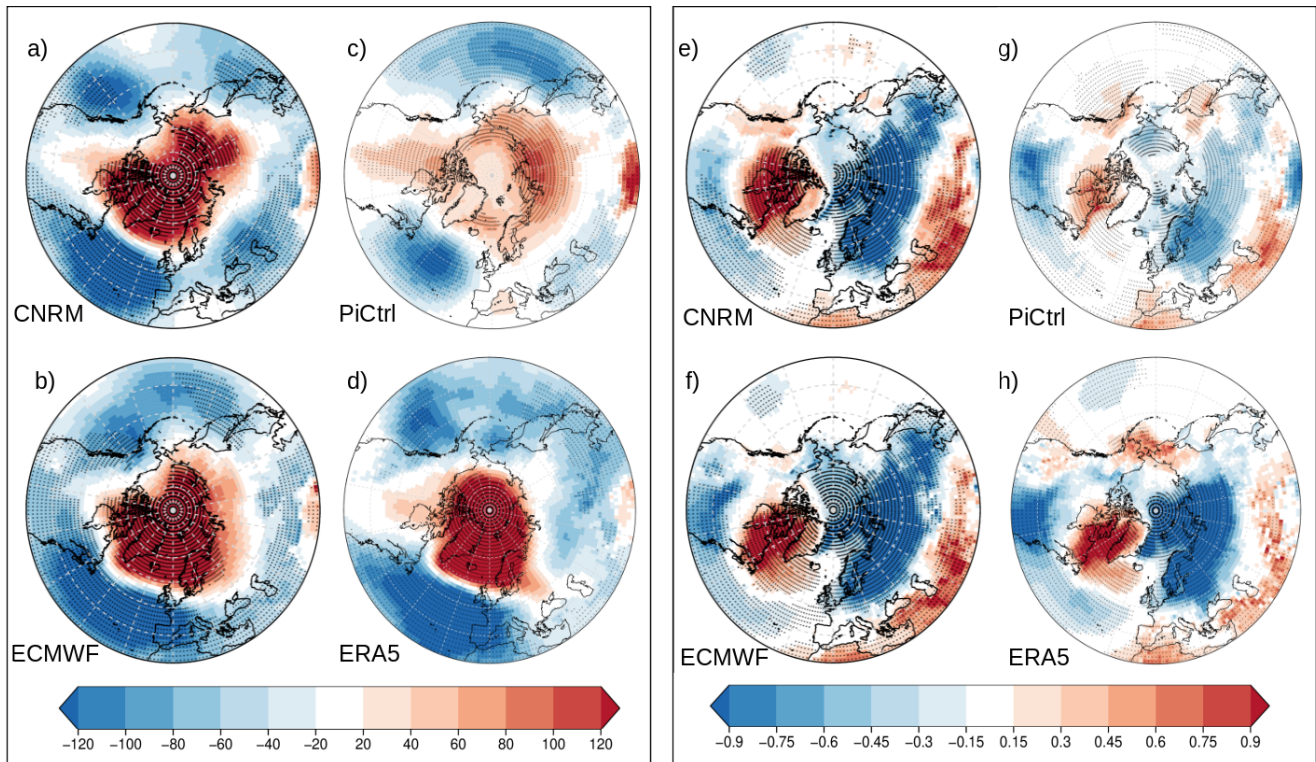 a)
c)
CNRM
PiCtrl
b)
d)
ECMWF
ERA5
−120 −100 −80 −60 −40 −20 20 40 60 80 100 120
e)
g)
CNRM
PiCtrl
f)
h)
ECMWF
ERA5
−0.9 −0.75 −0.6 −0.45 −0.3 −0.15 0.15 0.3 0.45 0.6 0.75 0.9